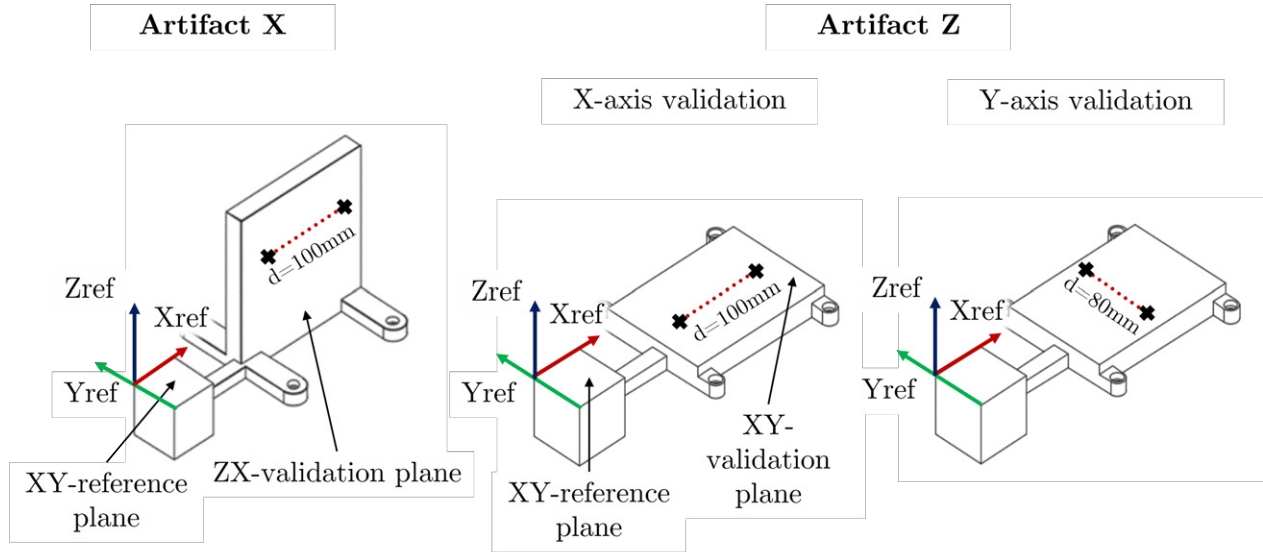 Artifact X
Artifact Z
X-axis validation
Y-axis validation
d=100mm
Zref
Xref
Yref
XY-reference
plane
ZX-validation plane
d=100mm
Zref
Xref
Yref
XY-reference
plane
XY-
validation
plane
d=80mm
Zref
Xref
Yref